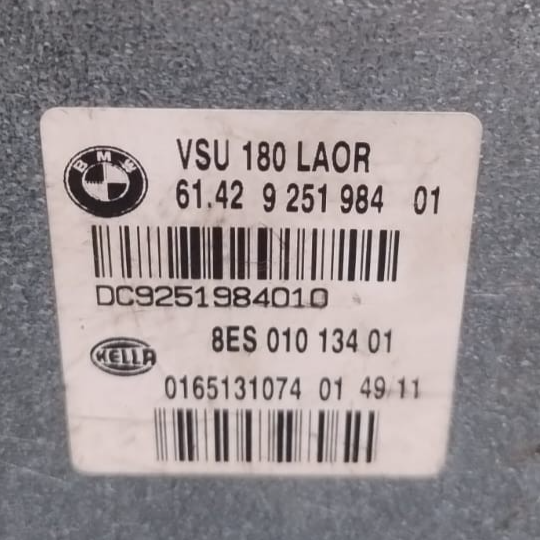 BMW
VSU 180 LAOR
61.42 9 251 984 01
DC9251984010
8ES 010 134 01
HELLA
0165131074 01 49/11